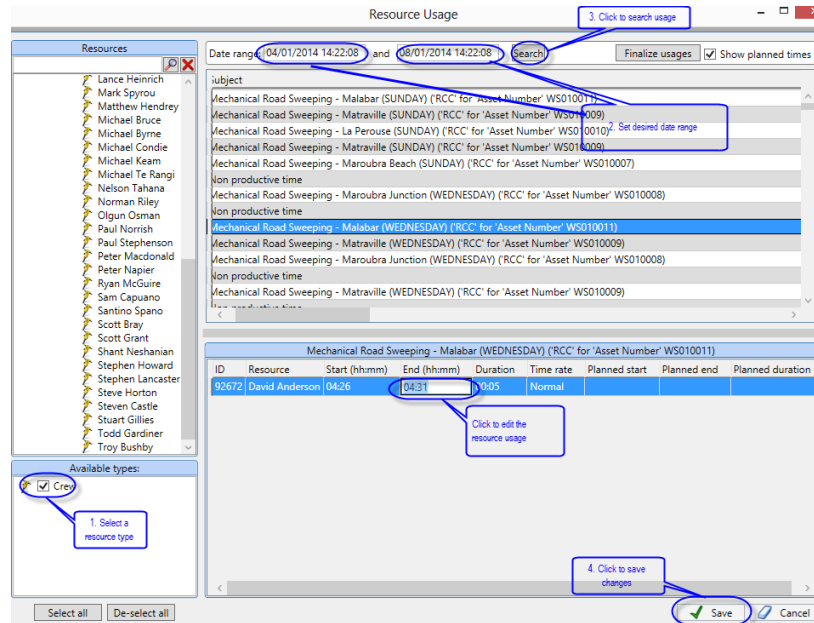 Resource Usage
3. Click to search usage
Resources
Date range: 04/01/2014 14:22:08 and 08/01/2014 14:22:08 Search Finalize usages Show planned times
Lance Heinrich
Mark Spyrou
Matthew Hendrey
Michael Bruce
Michael Byrne
Michael Condie
Michael Keam
Michael Te Rangi
Nelson Tahana
Norman Riley
Olgun Osman
Paul Norrish
Paul Stephenson
Peter Macdonald
Peter Napier
Ryan McGuire
Sam Capuano
Santino Spano
Scott Bray
Scott Grant
Shant Neshanian
Stephen Howard
Stephen Lancaster
Steve Horton
Steven Castle
Stuart Gillies
Todd Gardiner
Troy Bushby
Subject
Mechanical Road Sweeping - Malabar (SUNDAY) ('RCC' for 'Asset Number' WS010011)
Mechanical Road Sweeping - Matraville (SUNDAY) ('RCC' for 'Asset Number' WS010009)
Mechanical Road Sweeping - La Perouse (SUNDAY) ('RCC' for 'Asset Number' WS010010)
Mechanical Road Sweeping - Matraville (SUNDAY) ('RCC' for 'Asset Number' WS010009)
Mechanical Road Sweeping - Maroubra Beach (SUNDAY) ('RCC' for 'Asset Number' WS010007)
Non productive time
Mechanical Road Sweeping - Maroubra Junction (WEDNESDAY) ('RCC' for 'Asset Number' WS010008)
Non productive time
Mechanical Road Sweeping - Malabar (WEDNESDAY) ('RCC' for 'Asset Number' WS010011)
Mechanical Road Sweeping - Matraville (WEDNESDAY) ('RCC' for 'Asset Number' WS010009)
Mechanical Road Sweeping - Maroubra Junction (WEDNESDAY) ('RCC' for 'Asset Number' WS010008)
Non productive time
Mechanical Road Sweeping - Matraville (WEDNESDAY) ('RCC' for 'Asset Number' WS010009)
Non productive time
2. Set desired date range
Mechanical Road Sweeping - Malabar (WEDNESDAY) ('RCC' for 'Asset Number' WS010011)
ID Resource Start (hh:mm) End (hh:mm) Duration Time rate Planned start Planned end Planned duration
92672 David Anderson 04:26 04:31 00:05 Normal
Click to edit the
resource usage
Available types:
Crew
1. Select a
resource type
4. Click to save
changes
Select all De-select all Save Cancel